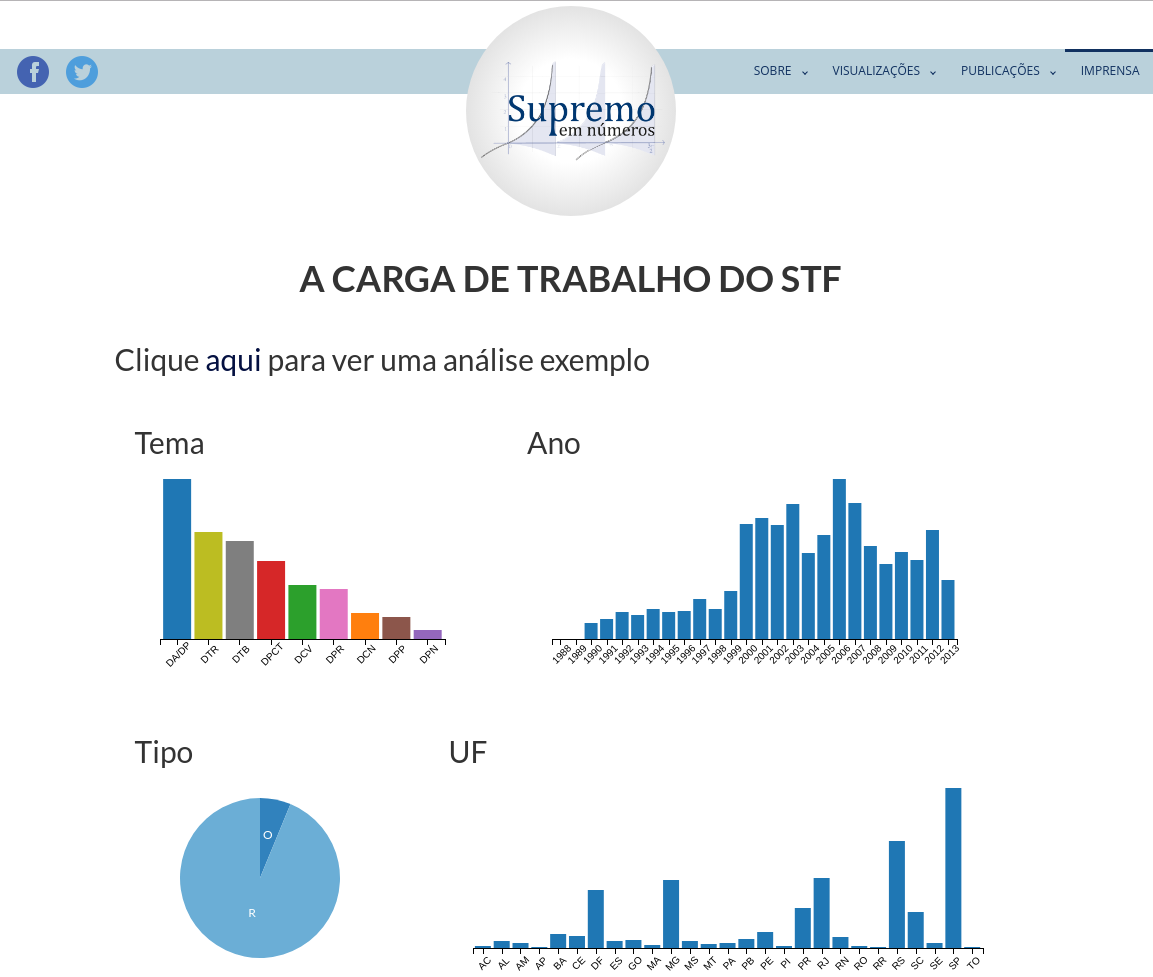 SOBRE VISUALIZAÇÕES PUBLICAÇÕES IMPRENSA
Supremo
em números
A CARGA DE TRABALHO DO STF
Clique aqui para ver uma análise exemplo
Tema
DA/DP DTR DTB DPCT DCV DPR DCN DPP DPN
Ano
1988 1989 1990 1991 1992 1993 1994 1995 1996 1997 1998 1999 2000 2001 2002 2003 2004 2005 2006 2007 2008 2009 2010 2011 2012 2013
Tipo
O
R
UF
AC AL AM AP BA CE DF ES GO MA MG MS MT PA PB PE PI PR RJ RN RO RR RS SC SE SP TO